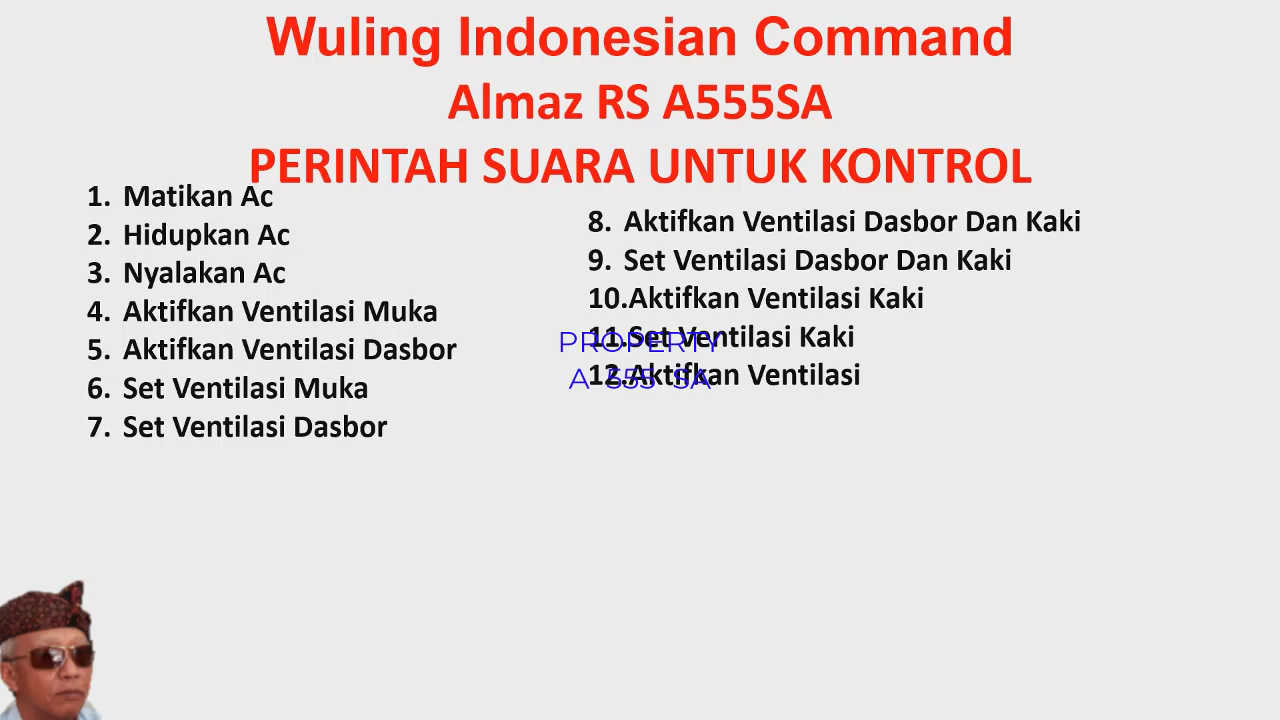 Wuling Indonesian Command
Almaz RS A555SA
PERINTAH SUARA UNTUK KONTROL
1. Matikan Ac
2. Hidupkan Ac
3. Nyalakan Ac
4. Aktifkan Ventilasi Muka
5. Aktifkan Ventilasi Dasbor
6. Set Ventilasi Muka
7. Set Ventilasi Dasbor
8. Aktifkan Ventilasi Dasbor Dan Kaki
9. Set Ventilasi Dasbor Dan Kaki
10.Aktifkan Ventilasi Kaki
11.Set Ventilasi Kaki
12.Aktifkan Ventilasi
PROPERTY
A 555 SA